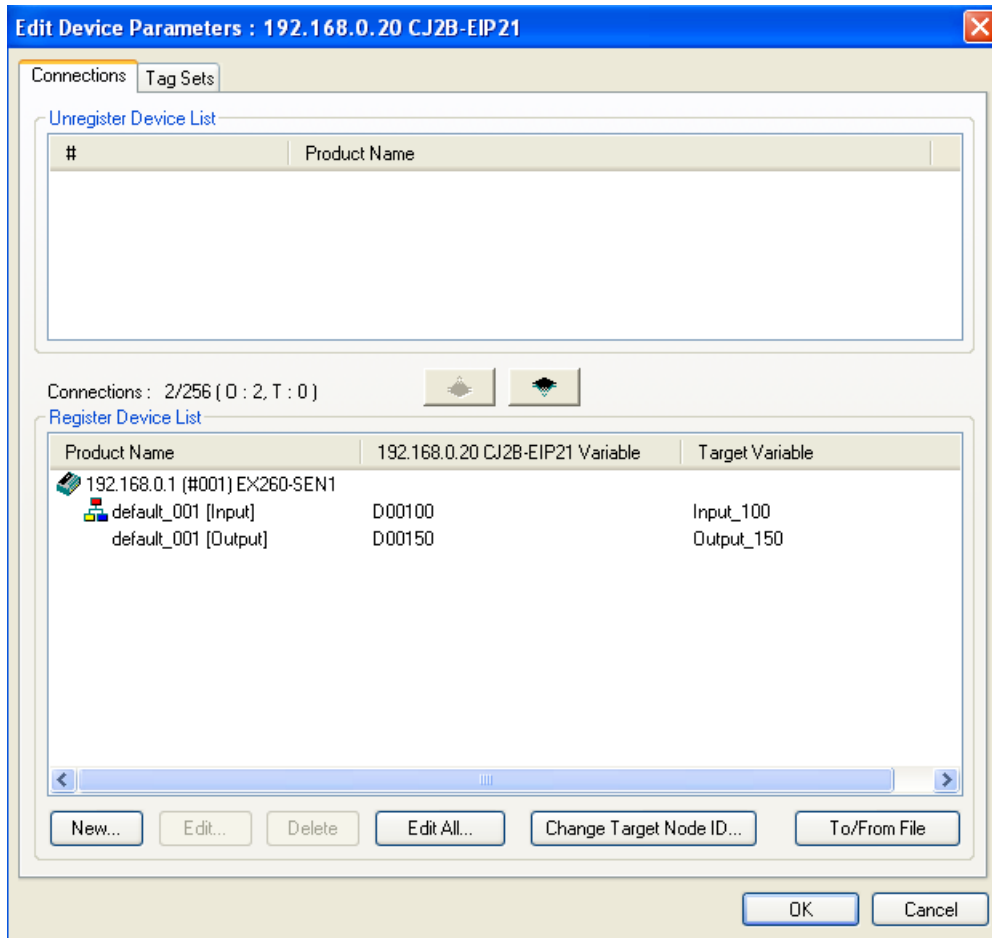 Edit Device Parameters : 192.168.0.20 CJ2B-EIP21
Connections Tag Sets
Unregister Device List
# Product Name
Connections : 2/256 ( O : 2, T : 0 )
Register Device List
Product Name 192.168.0.20 CJ2B-EIP21 Variable Target Variable
192.168.0.1 (#001) EX260-SEN1
default_001 [Input] D00100 Input_100
default_001 [Output] D00150 Output_150
New... Edit... Delete Edit All... Change Target Node ID... To/From File
OK Cancel